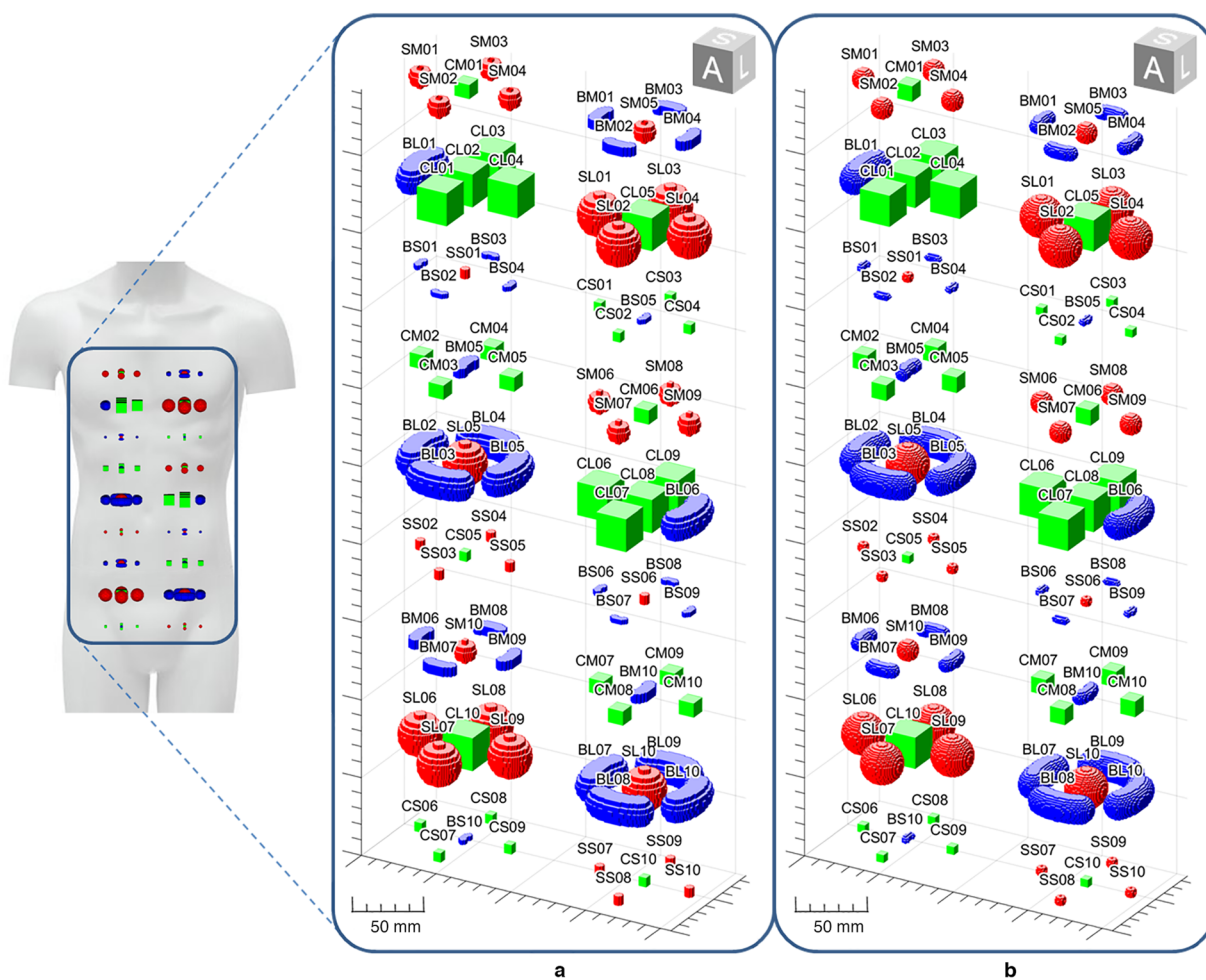 SM01 SM03
CM01
SM02 SM04
BM01 SM05 BM03
BM02 BM04
BL01 CL02 CL03
CL01 CL04
SL01 CL05 SL03
SL02 SL04
BS01 SS01 BS03
BS02 BS04
CS01 BS05 CS03
CS02 CS04
CM02 BM05 CM04
CM03 CM05
SM06 CM06 SM08
SM07 SM09
BL02 SL05 BL04
BL03 BL05
CL06 CL08 CL09
CL07 BL06
SS02 CS05 SS04
SS03 SS05
BS06 SS06 BS08
BS07 BS09
BM06 SM10 BM08
BM07 BM09
CM07 BM10 CM09
CM08 CM10
SL06 CL10 SL08
SL07 SL09
BL07 SL10 BL09
BL08 BL10
CS06 BS10 CS08
CS07 CS09
SS07 CS10 SS09
SS08 SS10
S
A L
50 mm
a
SM01 SM03
CM01
SM02 SM04
BM01 SM05 BM03
BM02 BM04
BL01 CL02 CL03
CL01 CL04
SL01 CL05 SL03
SL02 SL04
BS01 SS01 BS03
BS02 BS04
CS01 BS05 CS03
CS02 CS04
CM02 BM05 CM04
CM03 CM05
SM06 CM06 SM08
SM07 SM09
BL02 SL05 BL04
BL03 BL05
CL06 CL08 CL09
CL07 BL06
SS02 CS05 SS04
SS03 SS05
BS06 SS06 BS08
BS07 BS09
BM06 SM10 BM08
BM07 BM09
CM07 BM10 CM09
CM08 CM10
SL06 CL10 SL08
SL07 SL09
BL07 SL10 BL09
BL08 BL10
CS06 BS10 CS08
CS07 CS09
SS07 CS10 SS09
SS08 SS10
S
A L
50 mm
b